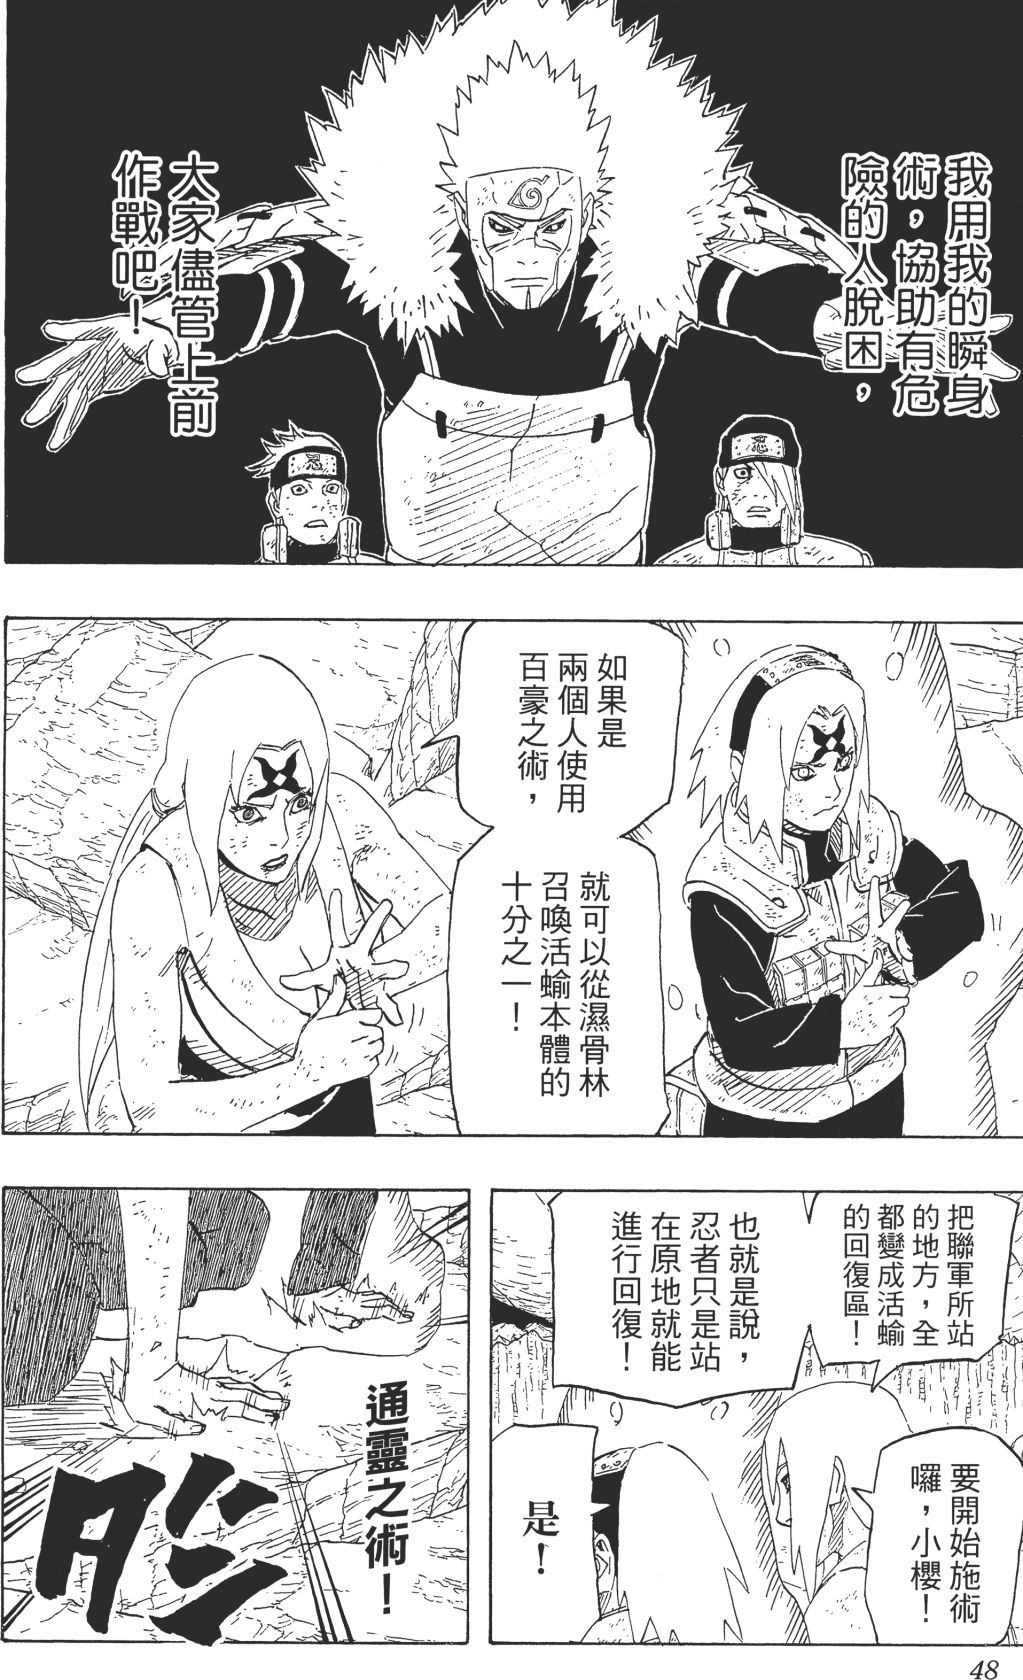 我用我的瞬身
術，協助有危
險的人脫困，
大家儘管上前
作戰吧！
忍
忍
如果是
兩個人使用
百豪之術，
就可以從濕骨林
召喚活蝓本體的
十分之一！
把聯軍所站
的地方，全
都變成活蝓
的回復區！
也就是說，
忍者只是站
在原地就能
進行回復！
要開始施術
囉，小櫻！
是！
通靈之術！
48